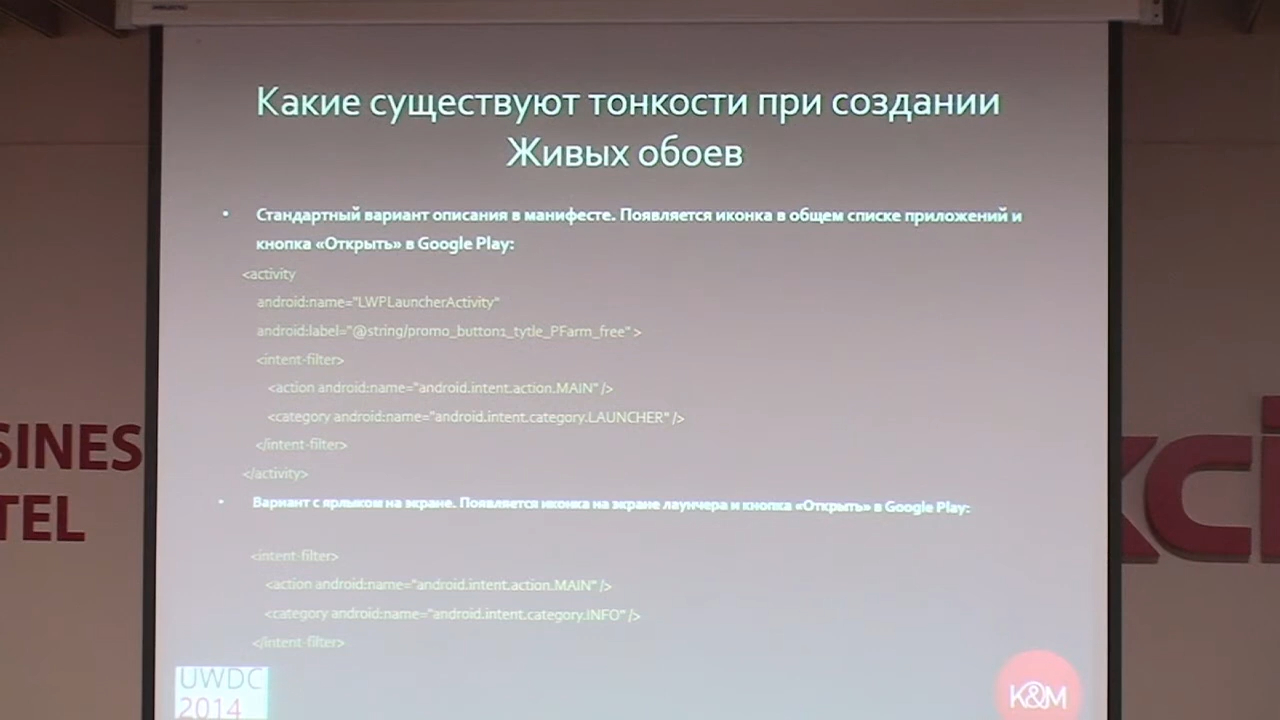 Какие существуют тонкости при создании
Живых обоев
• Стандартный вариант описания в манифесте. Появляется иконка в общем списке приложений и
кнопка «Открыть» в Google Play:
<activity
android:name="LWPLauncherActivity"
android:label="@string/promo_button1_tytle_PFarm_free" >
<intent-filter>
<action android:name="android.intent.action.MAIN" />
<category android:name="android.intent.category.LAUNCHER" />
</intent-filter>
</activity>
• Вариант с ярлыком на экране. Появляется иконка на экране лаунчера и кнопка «Открыть» в Google Play:
<intent-filter>
<action android:name="android.intent.action.MAIN" />
<category android:name="android.intent.category.INFO" />
</intent-filter>
UWDC
2014
K&M
SINES
TEL